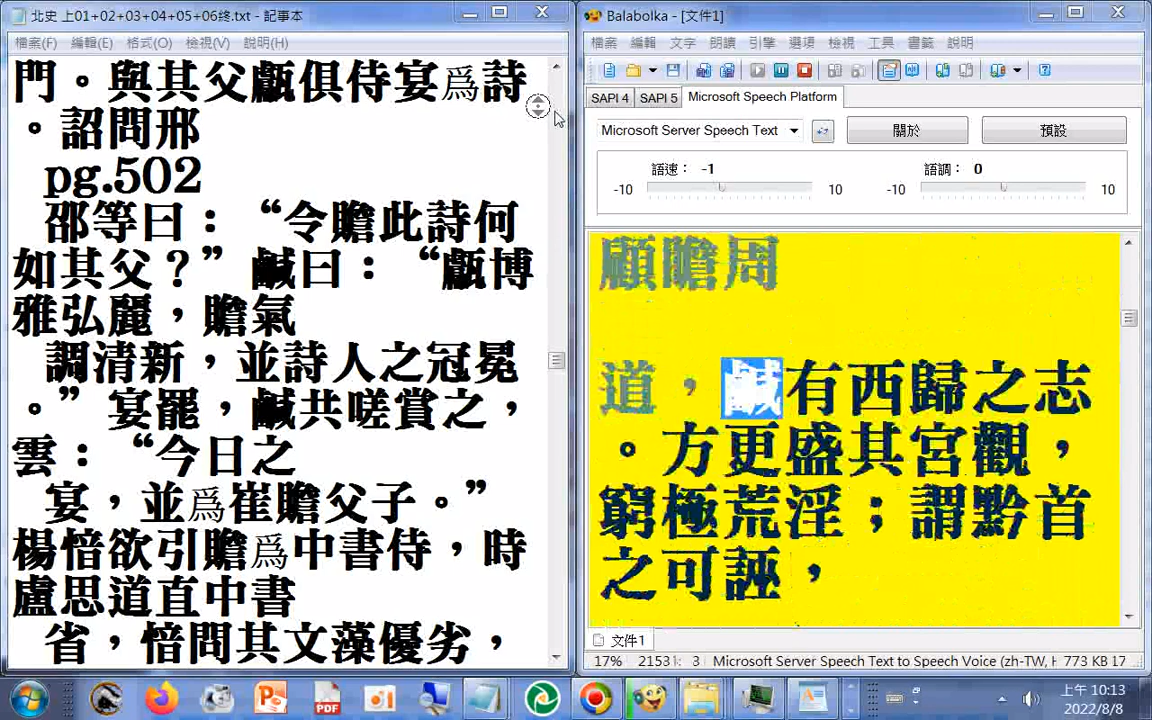 北史 上01+02+03+04+05+06终.txt - 記事本
檔案(F) 編輯(E) 格式(O) 檢視(V) 說明(H)
門。與其父甗俱侍宴爲詩
。詔問邢
pg.502
邵等曰：“令贍此詩何
如其父？”鹹曰：“甗博
雅弘麗，贍氣
調清新，並詩人之冠冕
。”宴罷，鹹共嗟賞之，
雲：“今日之
宴，並爲崔贍父子。”
楊愔欲引贍爲中書侍，時
盧思道直中書
省，愔問其文藻優劣，
Balabolka - [文件1]
檔案 編輯 文字 朗讀 引擎 選項 檢視 工具 書籤 說明
SAPI 4 SAPI 5 Microsoft Speech Platform
Microsoft Server Speech Text 關於 預設
語速： -1 語調： 0
-10 10 -10 10
顧瞻周
道，鹹有西歸之志
。方更盛其宮觀，
窮極荒淫；謂黔首
之可誣，
文件1
17% 2153 : 3 Microsoft Server Speech Text to Speech Voice (zh-TW, H 773 KB 17
上午 10:13
2022/8/8